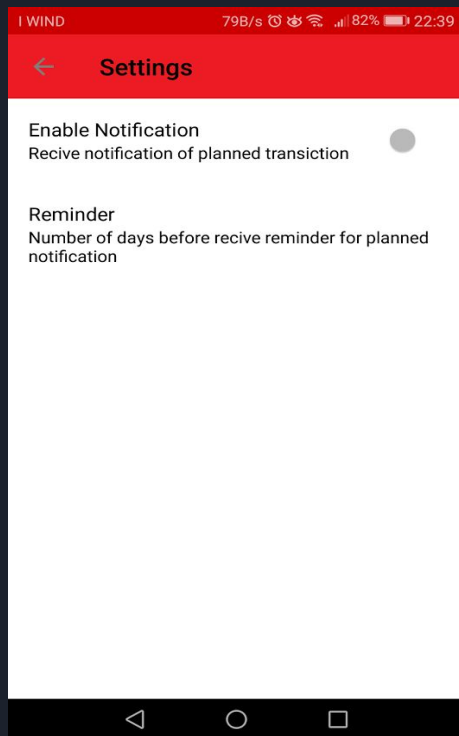 I WIND 79B/s 82% 22:39
Settings
Enable Notification
Recive notification of planned transiction
Reminder
Number of days before recive reminder for planned
notification